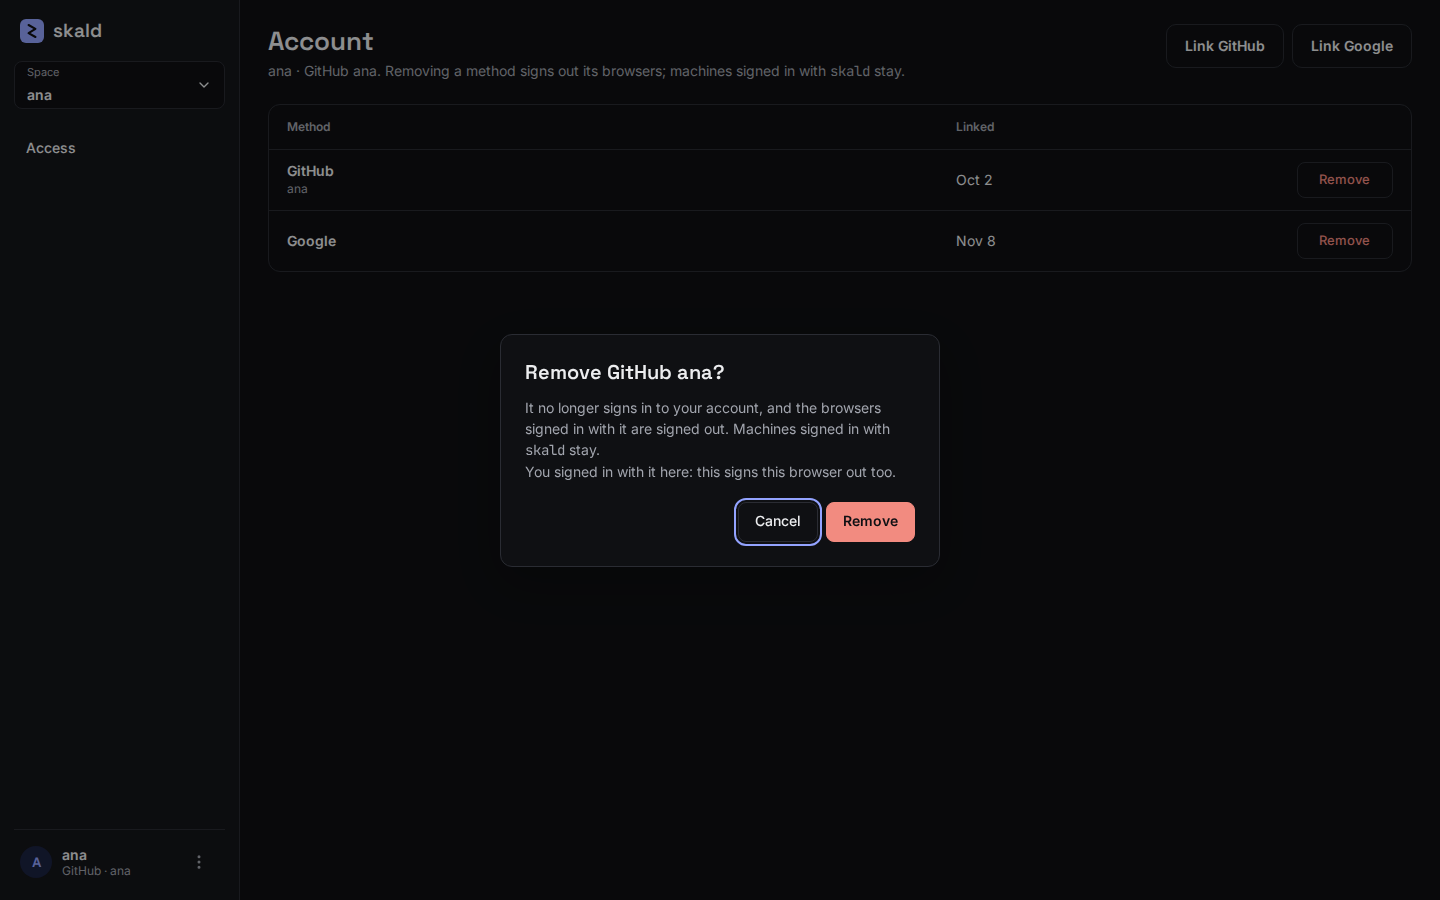 skald
Space
ana
Access
Account
ana · GitHub ana. Removing a method signs out its browsers; machines signed in with skald stay.
Link GitHub
Link Google
Method
Linked
GitHub
ana
Oct 2
Remove
Google
Nov 8
Remove
Remove GitHub ana?
It no longer signs in to your account, and the browsers
signed in with it are signed out. Machines signed in with
skald stay.
You signed in with it here: this signs this browser out too.
Cancel
Remove
A
ana
GitHub · ana